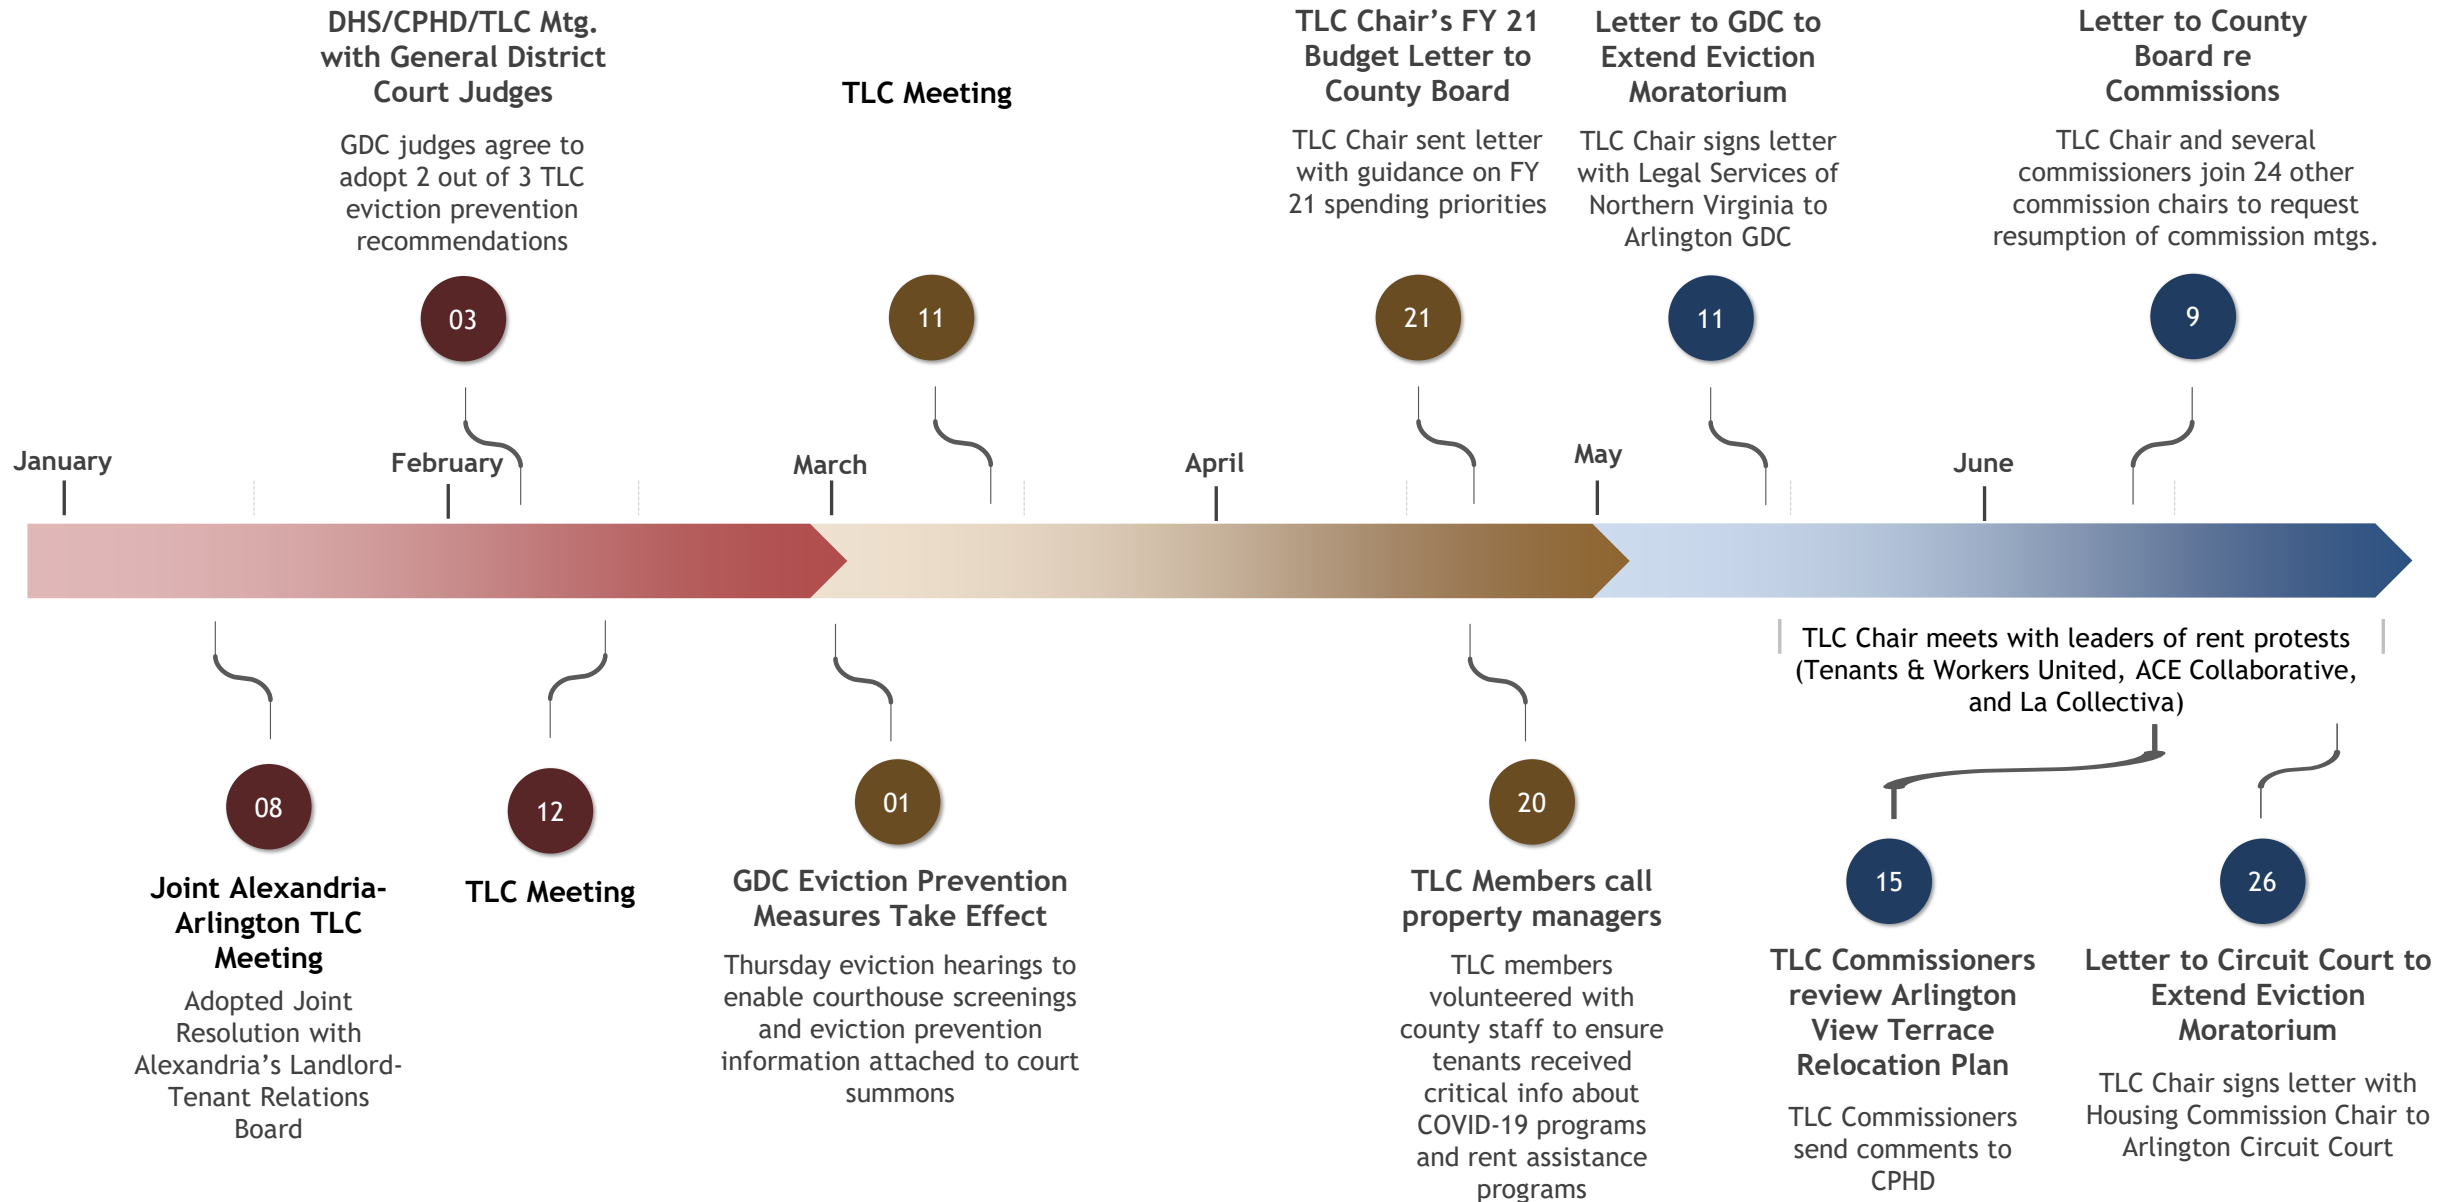 DHS/CPHD/TLC Mtg.
with General District
Court Judges
GDC judges agree to
adopt 2 out of 3 TLC
eviction prevention
recommendations
03
TLC Meeting
11
TLC Chair’s FY 21
Budget Letter to
County Board
TLC Chair sent letter
with guidance on FY
21 spending priorities
21
Letter to GDC to
Extend Eviction
Moratorium
TLC Chair signs letter
with Legal Services of
Northern Virginia to
Arlington GDC
11
Letter to County
Board re
Commissions
TLC Chair and several
commissioners join 24 other
commission chairs to request
resumption of commission mtgs.
9
January
February
March
April
May
June
TLC Chair meets with leaders of rent protests
(Tenants & Workers United, ACE Collaborative,
and La Collectiva)
08
Joint Alexandria-
Arlington TLC
Meeting
Adopted Joint
Resolution with
Alexandria’s Landlord-
Tenant Relations
Board
12
TLC Meeting
01
GDC Eviction Prevention
Measures Take Effect
Thursday eviction hearings to
enable courthouse screenings
and eviction prevention
information attached to court
summons
20
TLC Members call
property managers
TLC members
volunteered with
county staff to ensure
tenants received
critical info about
COVID-19 programs
and rent assistance
programs
15
TLC Commissioners
review Arlington
View Terrace
Relocation Plan
TLC Commissioners
send comments to
CPHD
26
Letter to Circuit Court to
Extend Eviction
Moratorium
TLC Chair signs letter with
Housing Commission Chair to
Arlington Circuit Court